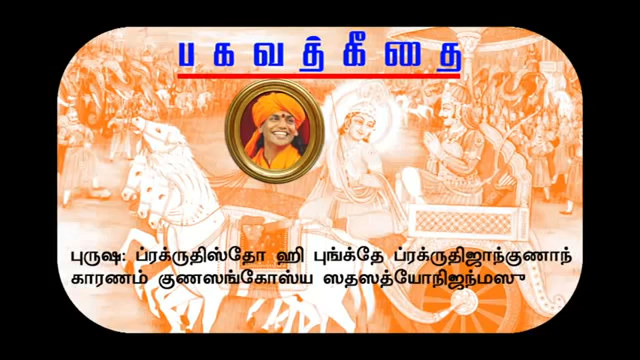 பகவத்கீதை
புருஷ: ப்ரக்ருதிஸ்தோ ஹி புங்க்தே ப்ரக்ருதிஜாந்குணாந்
காரணம் குணஸங்கோஸ்ய ஸதஸத்யோநிஜந்மஸு